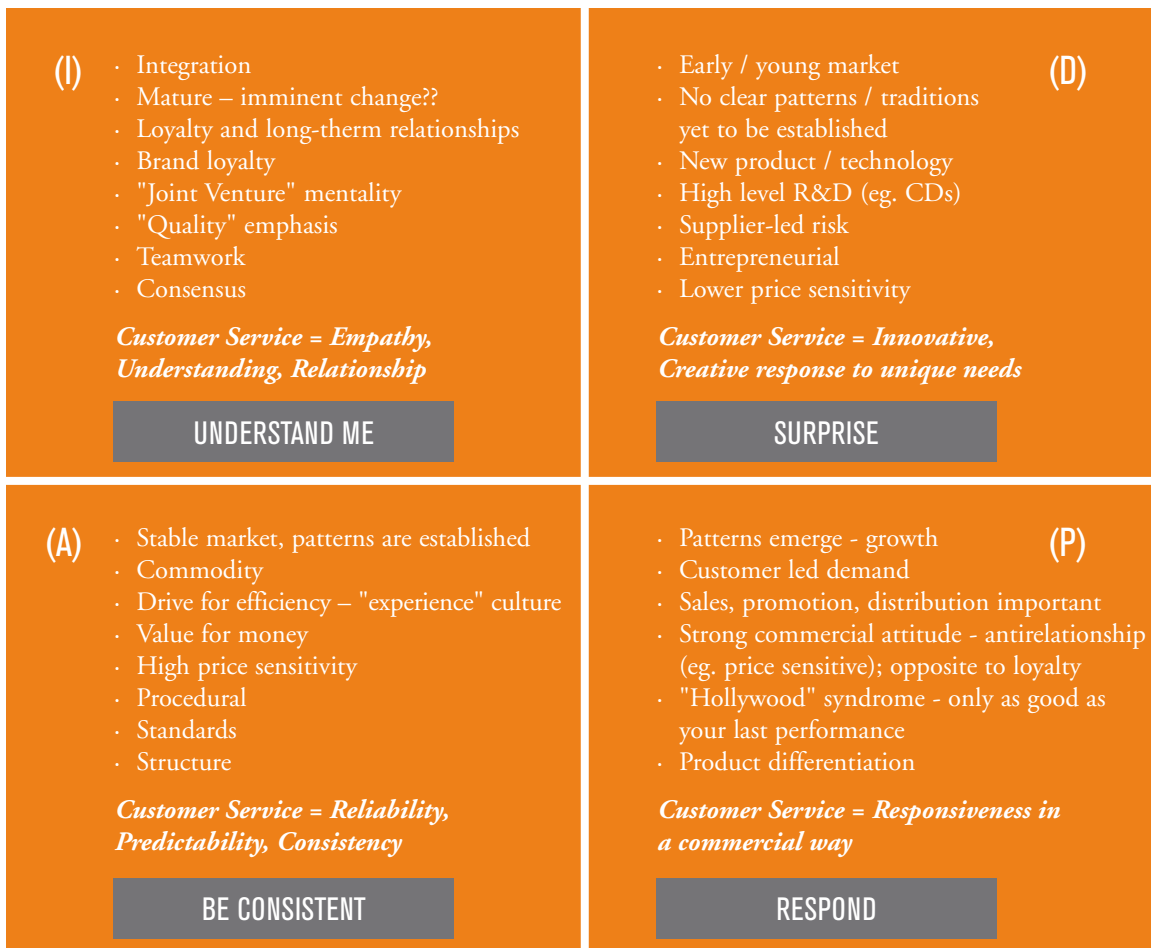 (I)
· Integration
· Mature – imminent change??
· Loyalty and long-therm relationships
· Brand loyalty
· "Joint Venture" mentality
· "Quality" emphasis
· Teamwork
· Consensus
Customer Service = Empathy,
Understanding, Relationship
UNDERSTAND ME
(D)
· Early / young market
· No clear patterns / traditions
yet to be established
· New product / technology
· High level R&D (eg. CDs)
· Supplier-led risk
· Entrepreneurial
· Lower price sensitivity
Customer Service = Innovative,
Creative response to unique needs
SURPRISE
(A)
· Stable market, patterns are established
· Commodity
· Drive for efficiency – "experience" culture
· Value for money
· High price sensitivity
· Procedural
· Standards
· Structure
Customer Service = Reliability,
Predictability, Consistency
BE CONSISTENT
(P)
· Patterns emerge - growth
· Customer led demand
· Sales, promotion, distribution important
· Strong commercial attitude - antirelationship
(eg. price sensitive); opposite to loyalty
· "Hollywood" syndrome - only as good as
your last performance
· Product differentiation
Customer Service = Responsiveness in
a commercial way
RESPOND